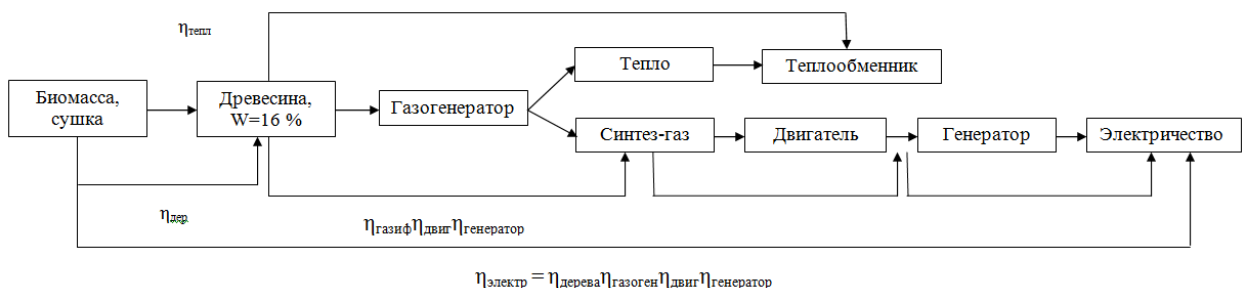 ηтепл
Тепло
Теплообменник
Биомасса,
сушка
Древесина,
W=16 %
Газогенератор
Синтез-газ
Двигатель
Генератор
Электричество
ηдер
ηгазифηдвигηгенератор
ηэлектр = ηдереваηгазогенηдвигηгенератор